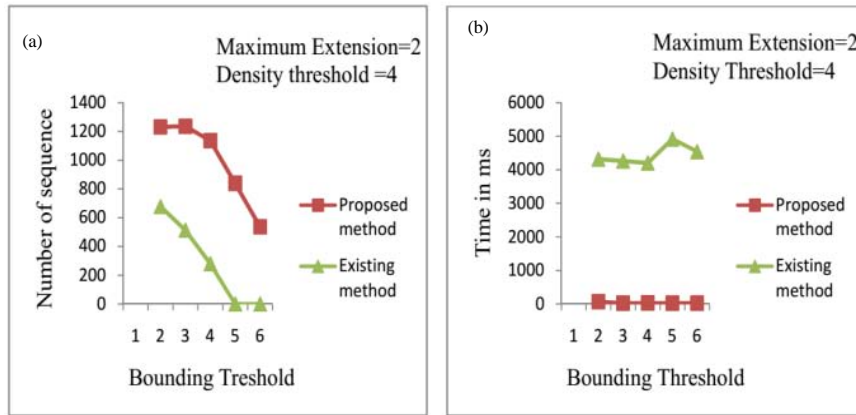 (a)
Maximum Extension=2
Density threshold =4
Number of sequence
1400
1200
1000
800
600
400
200
0
1 2 3 4 5 6
Bounding Treshold
Proposed
method
Existing
method
(b)
Maximum Extension=2
Density Threshold=4
Time in ms
6000
5000
4000
3000
2000
1000
0
1 2 3 4 5 6
Bounding Threshold
Proposed
method
Existing
method